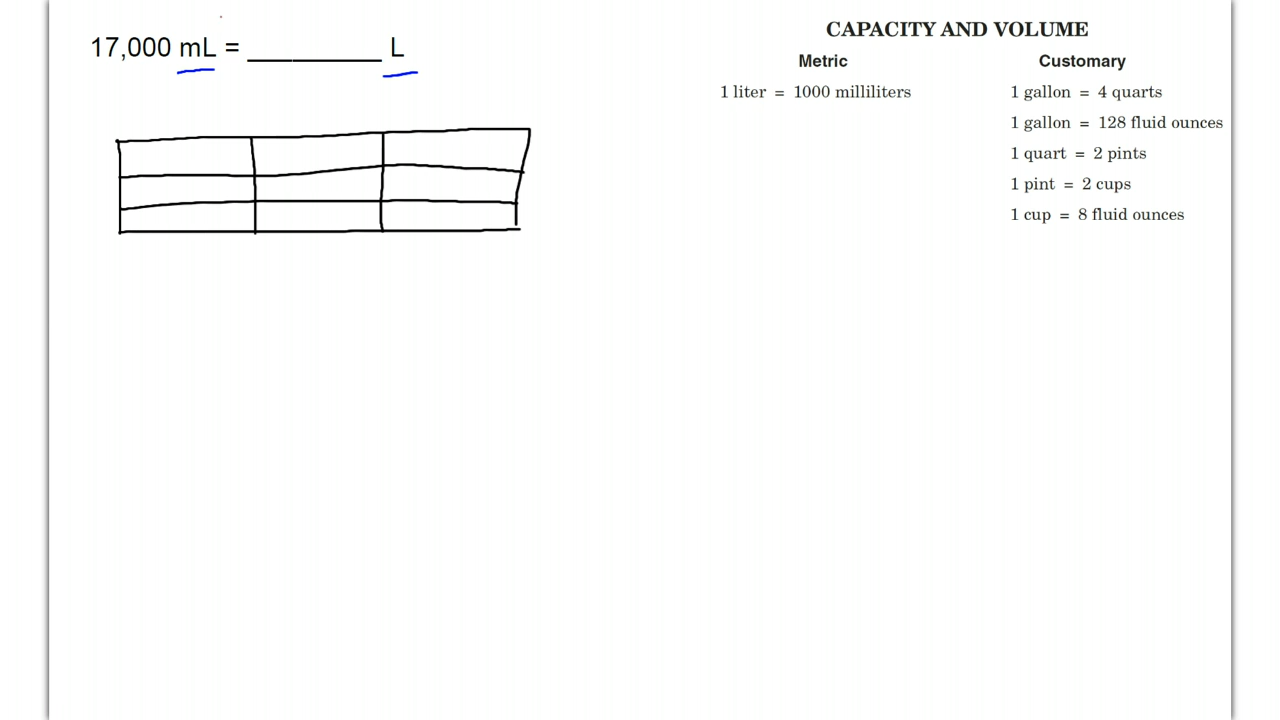 17,000 mL = __________ L
CAPACITY AND VOLUME
Metric
Customary
1 liter = 1000 milliliters
1 gallon = 4 quarts
1 gallon = 128 fluid ounces
1 quart = 2 pints
1 pint = 2 cups
1 cup = 8 fluid ounces